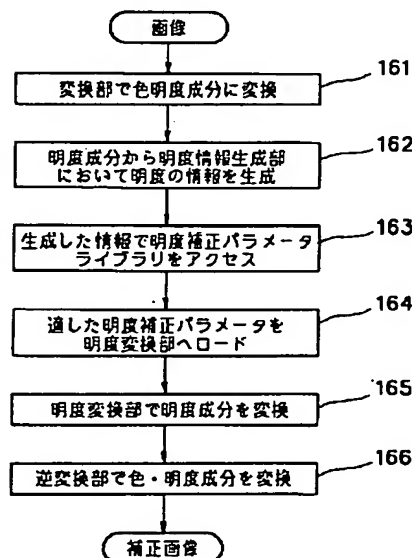 画像
変換部で色明度成分に変換
161
明度成分から明度情報生成部
において明度の情報を生成
162
生成した情報で明度補正パラメータ
ライブラリをアクセス
163
適した明度補正パラメータを
明度変換部へロード
164
明度変換部で明度成分を変換
165
逆変換部で色・明度成分を変換
166
補正画像